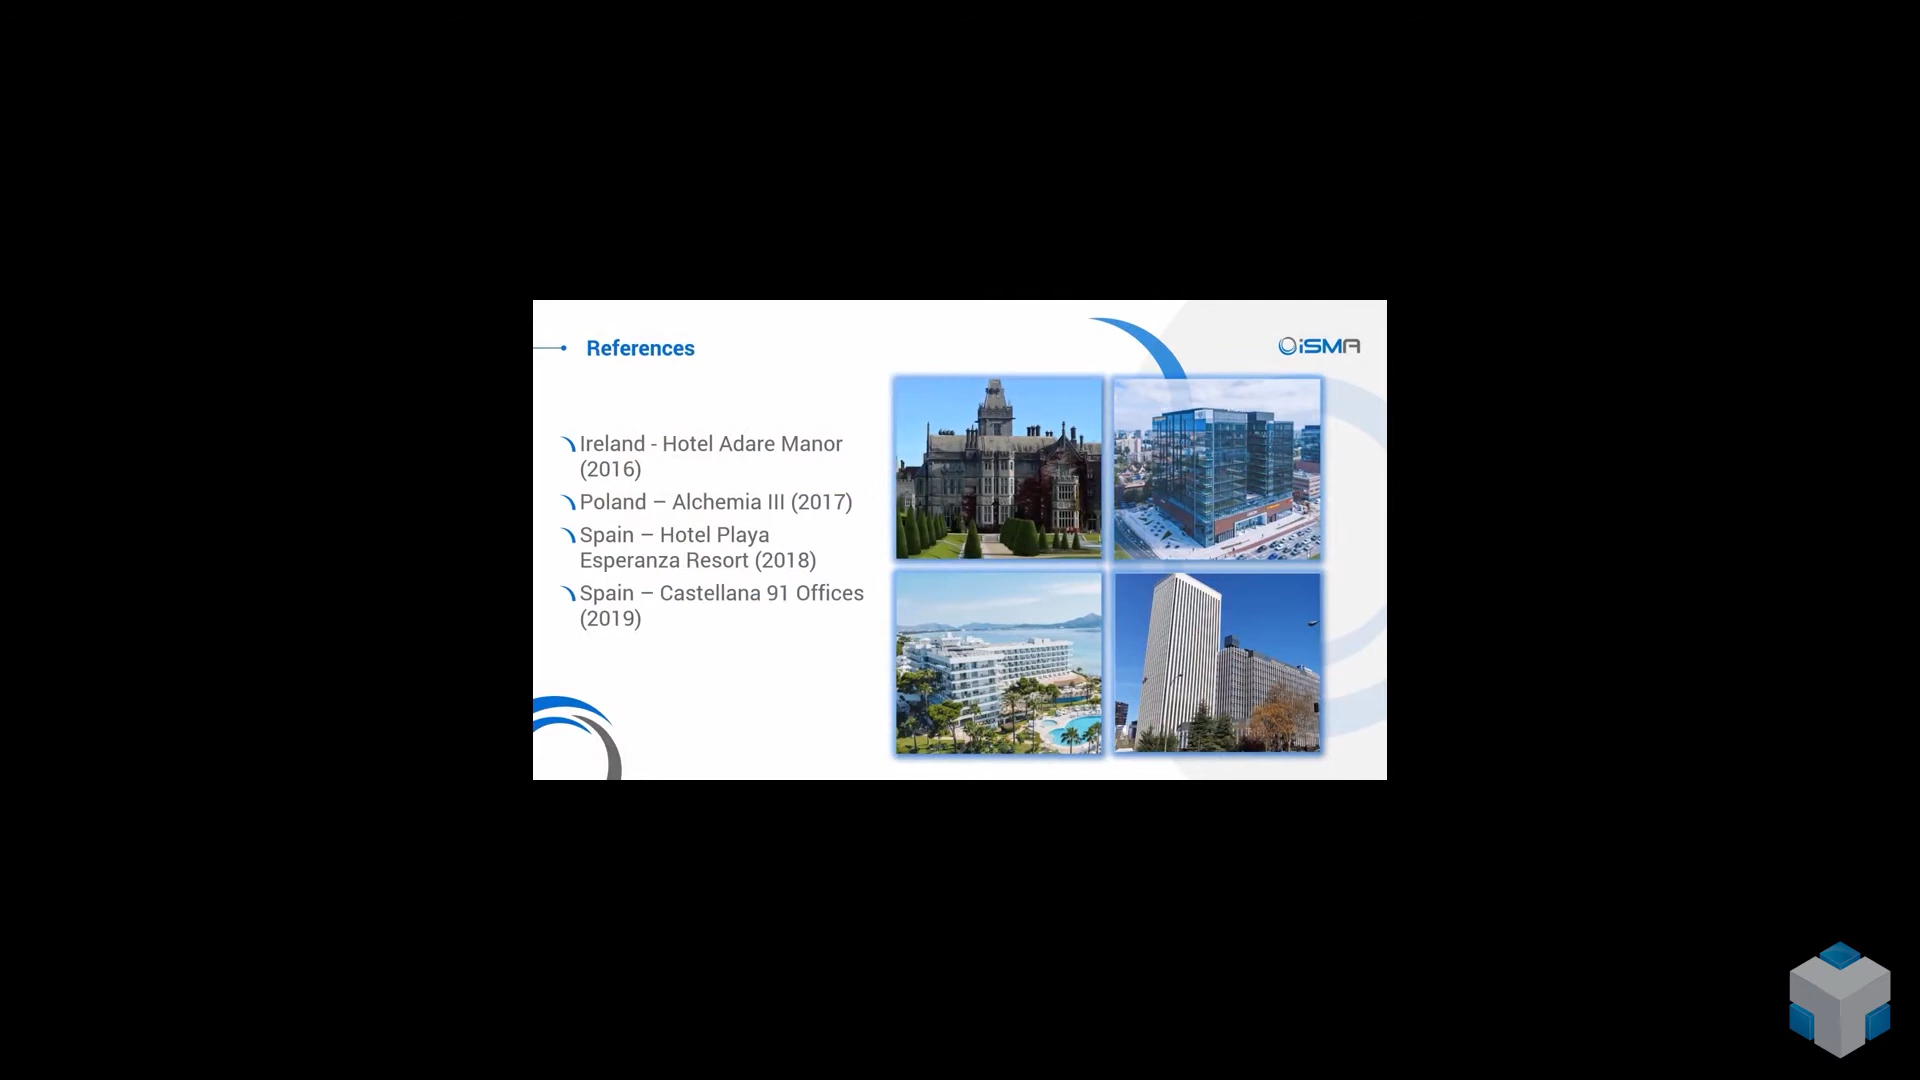 References
iSMA
Ireland - Hotel Adare Manor
(2016)
Poland – Alchemia III (2017)
Spain – Hotel Playa
Esperanza Resort (2018)
Spain – Castellana 91 Offices
(2019)